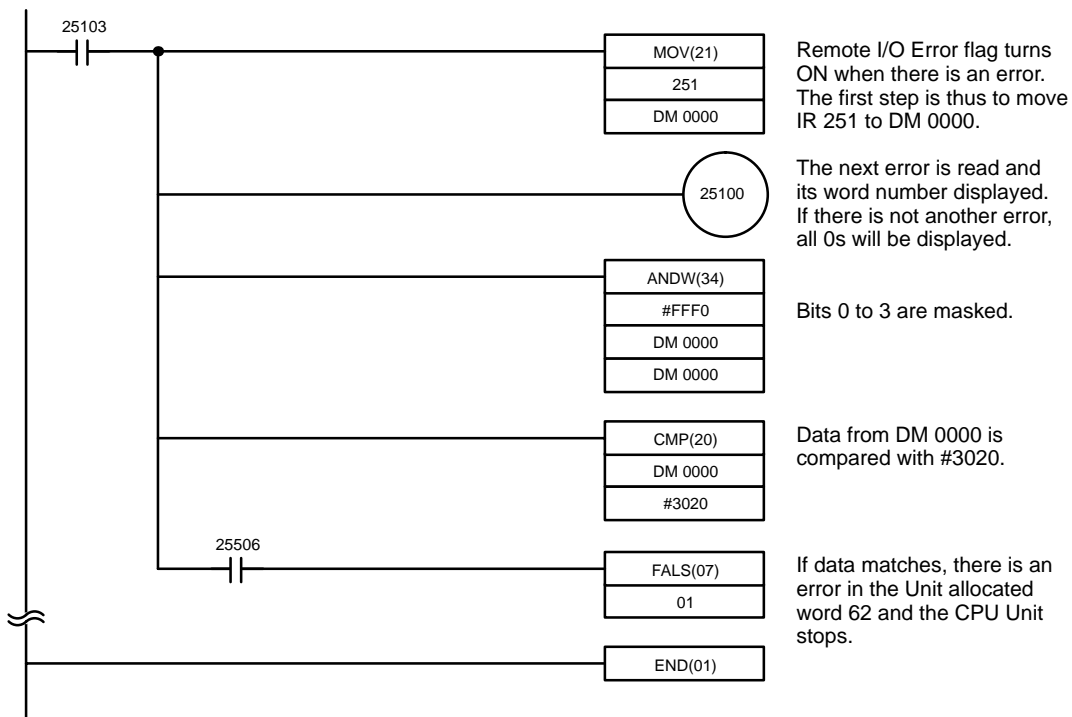 25103
MOV(21)
251
DM 0000
Remote I/O Error flag turns
ON when there is an error.
The first step is thus to move
IR 251 to DM 0000.
25100
The next error is read and
its word number displayed.
If there is not another error,
all 0s will be displayed.
ANDW(34)
#FFF0
DM 0000
DM 0000
Bits 0 to 3 are masked.
CMP(20)
DM 0000
#3020
Data from DM 0000 is
compared with #3020.
25506
FALS(07)
01
If data matches, there is an
error in the Unit allocated
word 62 and the CPU Unit
stops.
END(01)